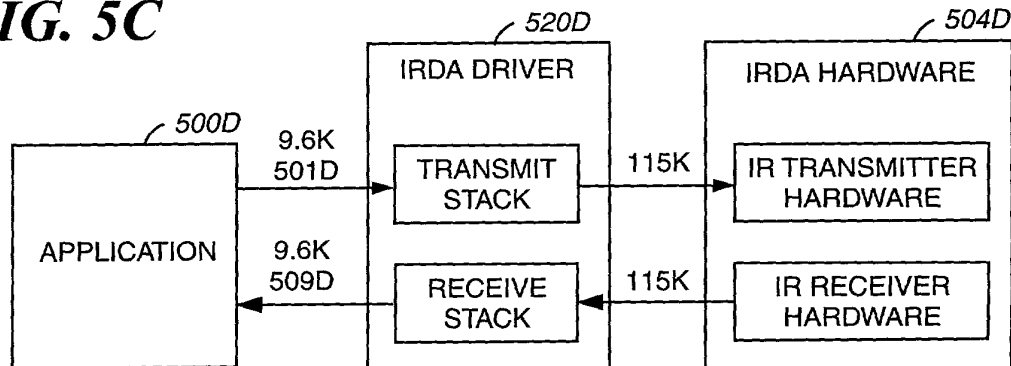 IG. 5C
520D
504D
IRDA DRIVER
IRDA HARDWARE
500D
9.6K
501D
TRANSMIT
STACK
115K
IR TRANSMITTER
HARDWARE
APPLICATION
9.6K
509D
RECEIVE
STACK
115K
IR RECEIVER
HARDWARE